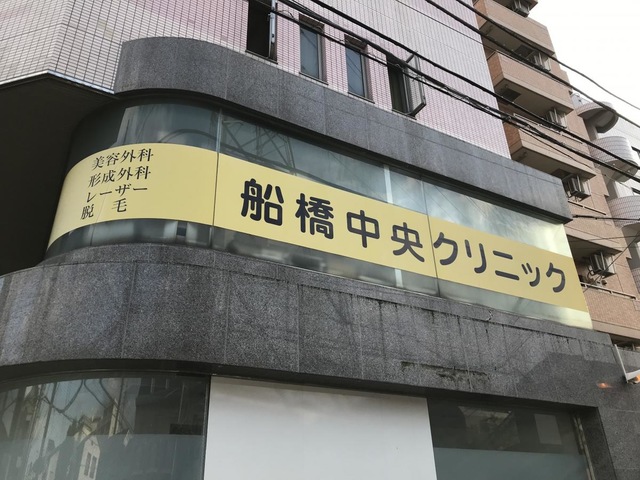 美容外科
形成外科
レーザー
脱毛
船橋中央クリニック